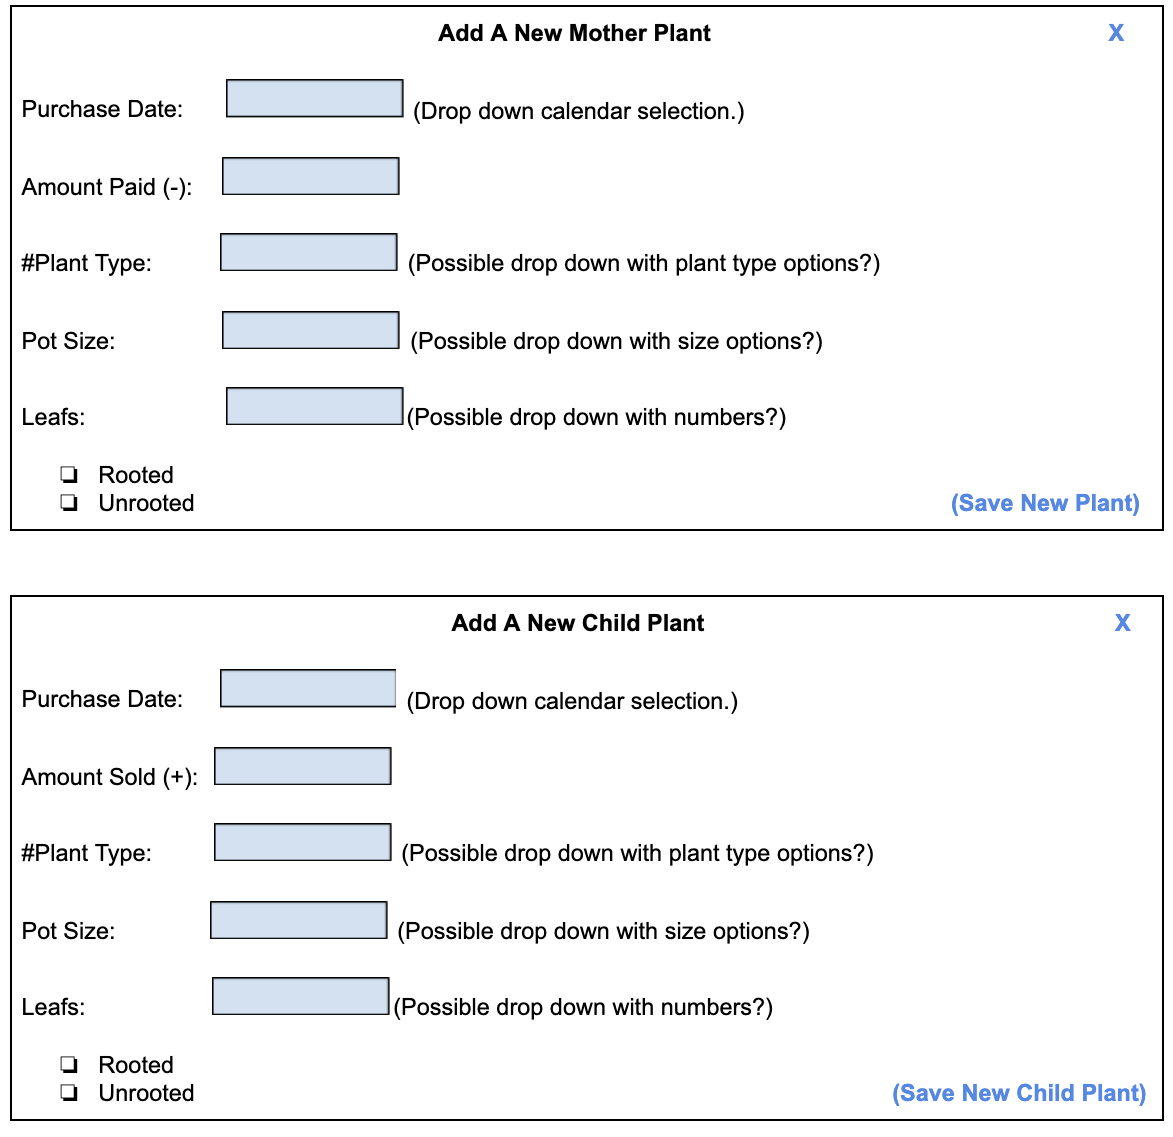 Add A New Mother Plant X
Purchase Date: (Drop down calendar selection.)
Amount Paid (-):
#Plant Type: (Possible drop down with plant type options?)
Pot Size: (Possible drop down with size options?)
Leafs: (Possible drop down with numbers?)
Rooted
Unrooted (Save New Plant)
Add A New Child Plant X
Purchase Date: (Drop down calendar selection.)
Amount Sold (+):
#Plant Type: (Possible drop down with plant type options?)
Pot Size: (Possible drop down with size options?)
Leafs: (Possible drop down with numbers?)
Rooted
Unrooted (Save New Child Plant)